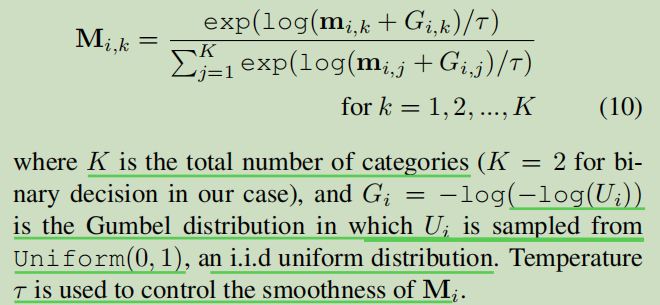 M_{i,k} = \frac{exp(log(m_{i,k} + G_{i,k})/τ)}{\sum_{j=1}^{K} exp(log(m_{i,j} + G_{i,j})/τ)}
for k = 1, 2, ..., K (10)
where K is the total number of categories (K = 2 for bi-
nary decision in our case), and G_i = −log(−log(U_i))
is the Gumbel distribution in which U_i is sampled from
Uniform(0, 1), an i.i.d uniform distribution. Temperature
τ is used to control the smoothness of M_i.